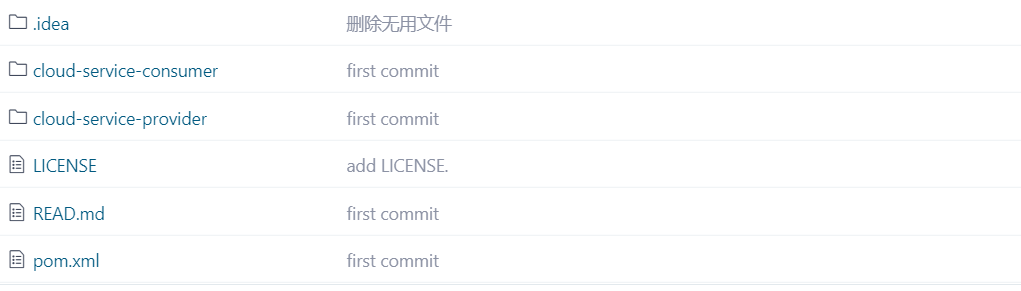 .idea 删除无用文件
cloud-service-consumer first commit
cloud-service-provider first commit
LICENSE add LICENSE.
READ.md first commit
pom.xml first commit